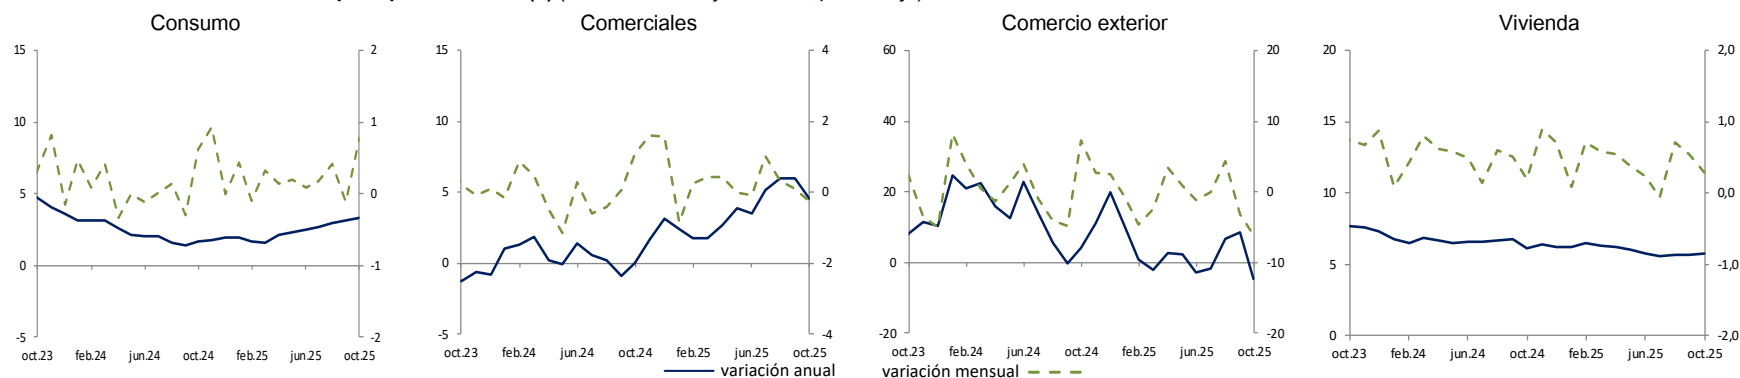 Consumo
Comerciales
Comercio exterior
Vivienda
15 2 15 4 60 20 20 2,0
10 1 10 2 40 10 15 1,0
5 0 5 0 20 0 10 0,0
0 -1 0 -2 0 -10 5 -1,0
-5 -2 -5 -4 -20 -20 0 -2,0
oct.23 feb.24 jun.24 oct.24 feb.25 jun.25 oct.25
oct.23 feb.24 jun.24 oct.24 feb.25 jun.25 oct.25
oct.23 feb.24 jun.24 oct.24 feb.25 jun.25 oct.25
oct.23 feb.24 jun.24 oct.24 feb.25 jun.25 oct.25
variación anual
variación mensual